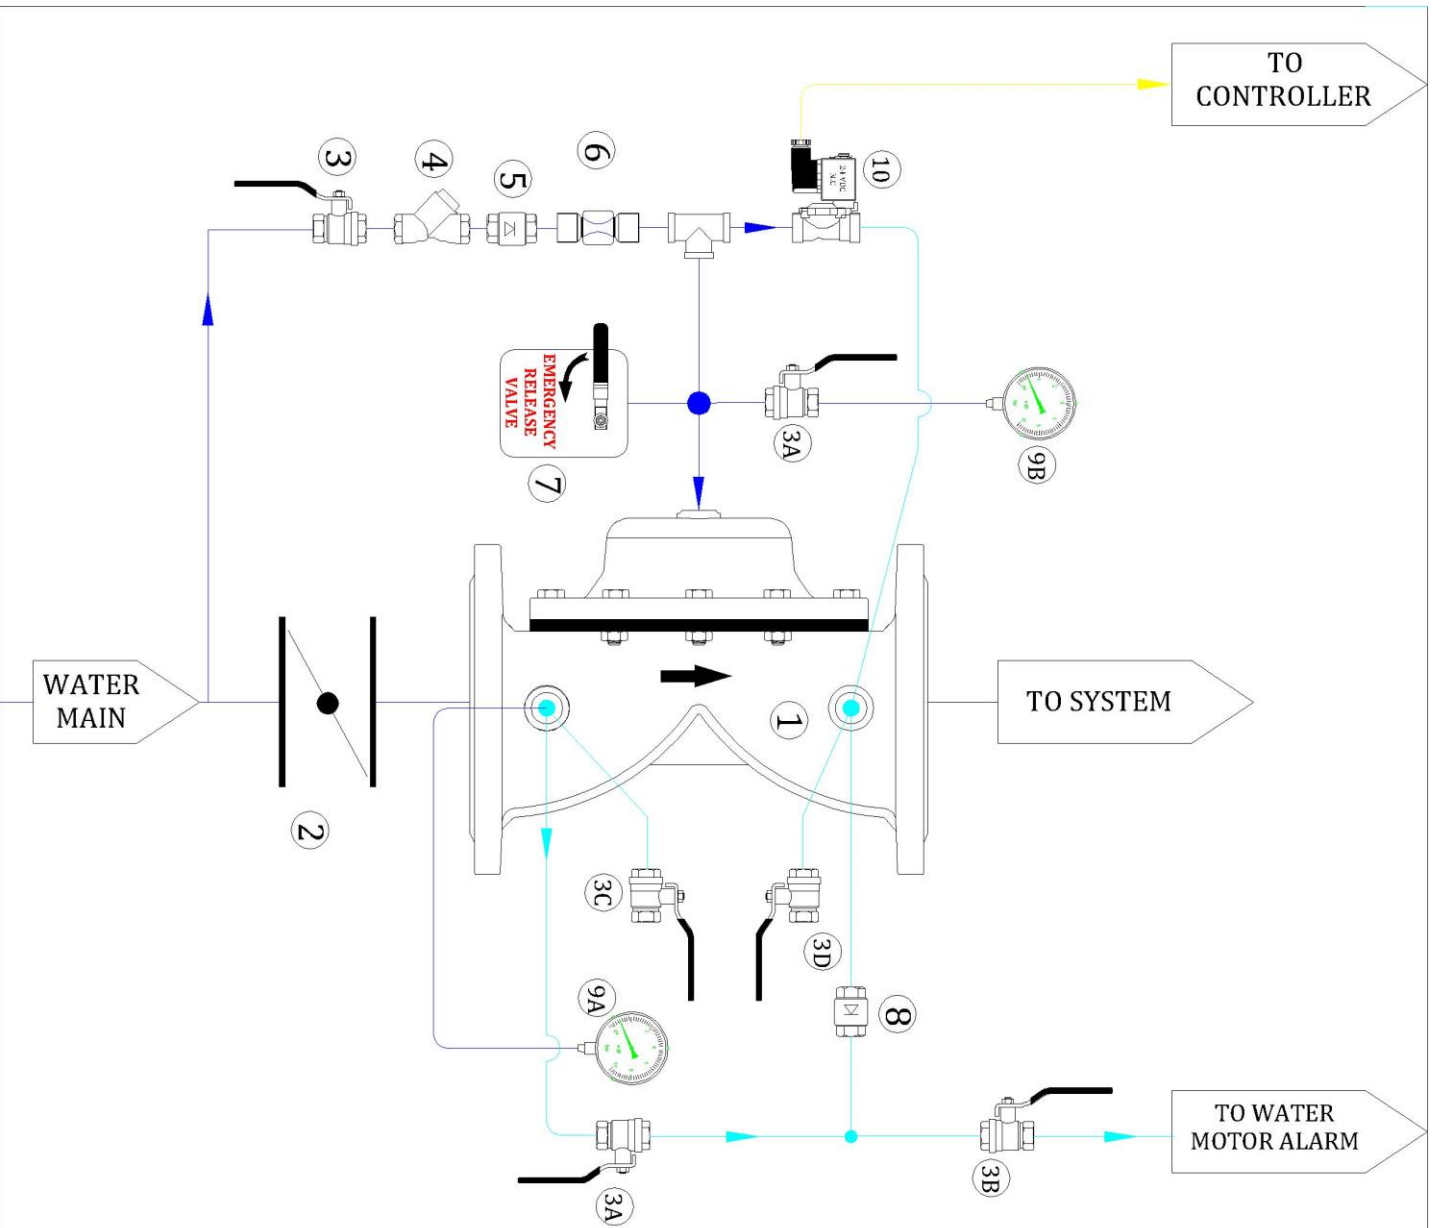 TO
CONTROLLER
3
4
5
6
10
24 VDC
N.C
EMERGENCY
RELEASE
VALVE
7
3A
9B
WATER
MAIN
1
TO SYSTEM
2
3C
3D
9A
8
TO WATER
MOTOR ALARM
3B
3A